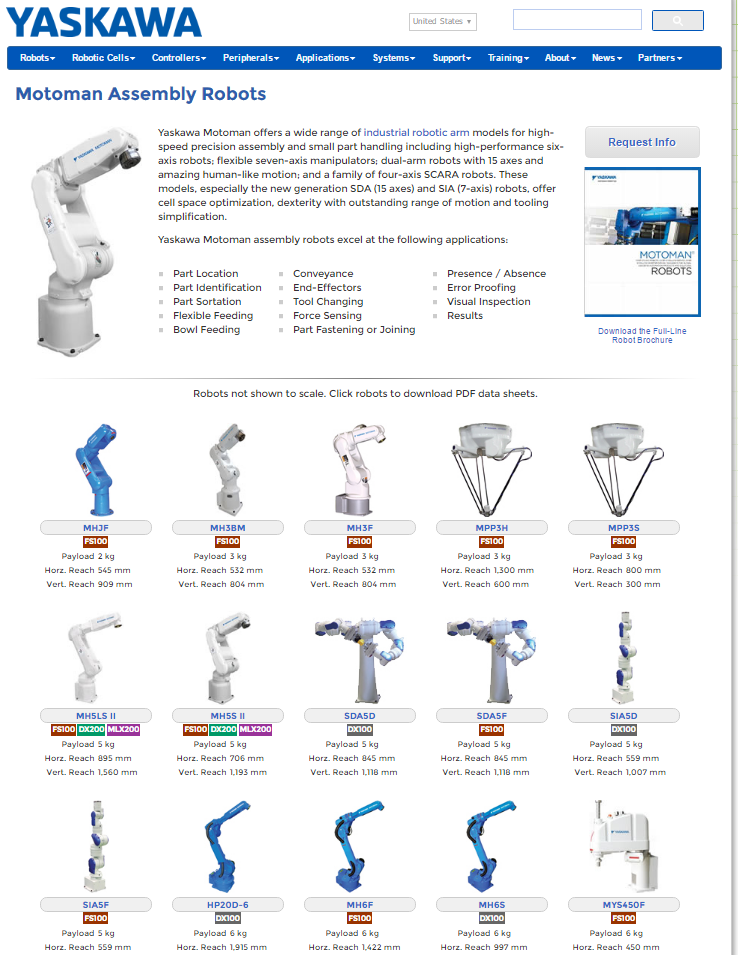 YASKAWA
United States ▼
Robots Robotic Cells Controllers Peripherals Applications Systems Support Training About News Partners
Motoman Assembly Robots
Yaskawa Motoman offers a wide range of industrial robotic arm models for high-
speed precision assembly and small part handling including high-performance six-
axis robots; flexible seven-axis manipulators; dual-arm robots with 15 axes and
amazing human-like motion; and a family of four-axis SCARA robots. These
models, especially the new generation SDA (15 axes) and SIA (7-axis) robots, offer
cell space optimization, dexterity with outstanding range of motion and tooling
simplification.
Yaskawa Motoman assembly robots excel at the following applications:
Part Location
Part Identification
Part Sortation
Flexible Feeding
Bowl Feeding
Conveyance
End-Effectors
Tool Changing
Force Sensing
Part Fastening or Joining
Presence / Absence
Error Proofing
Visual Inspection
Results
Request Info
YASKAWA
MOTOMAN®
ROBOTS
Download the Full-Line
Robot Brochure
Robots not shown to scale. Click robots to download PDF data sheets.
MHJF MH3BM MH3F MPP3H MPP3S
FS100 FS100 FS100 FS100 FS100
Payload 2 kg Payload 3 kg Payload 3 kg Payload 3 kg Payload 3 kg
Horz. Reach 545 mm Horz. Reach 532 mm Horz. Reach 532 mm Horz. Reach 1,300 mm Horz. Reach 800 mm
Vert. Reach 909 mm Vert. Reach 804 mm Vert. Reach 804 mm Vert. Reach 600 mm Vert. Reach 300 mm
MH5LS II MH5S II SDA5D SDA5F SIA5D
FS100 DX200 MLX200 FS100 DX200 MLX200 DX100 FS100 DX100
Payload 5 kg Payload 5 kg Payload 5 kg Payload 5 kg Payload 5 kg
Horz. Reach 895 mm Horz. Reach 706 mm Horz. Reach 845 mm Horz. Reach 845 mm Horz. Reach 559 mm
Vert. Reach 1,560 mm Vert. Reach 1,193 mm Vert. Reach 1,118 mm Vert. Reach 1,118 mm Vert. Reach 1,007 mm
SIA5F HP20D-6 MH6F MH6S MYS450F
FS100 DX100 FS100 DX100 FS100
Payload 5 kg Payload 6 kg Payload 6 kg Payload 6 kg Payload 6 kg
Horz. Reach 559 mm Horz. Reach 1,915 mm Horz. Reach 1,422 mm Horz. Reach 997 mm Horz. Reach 450 mm